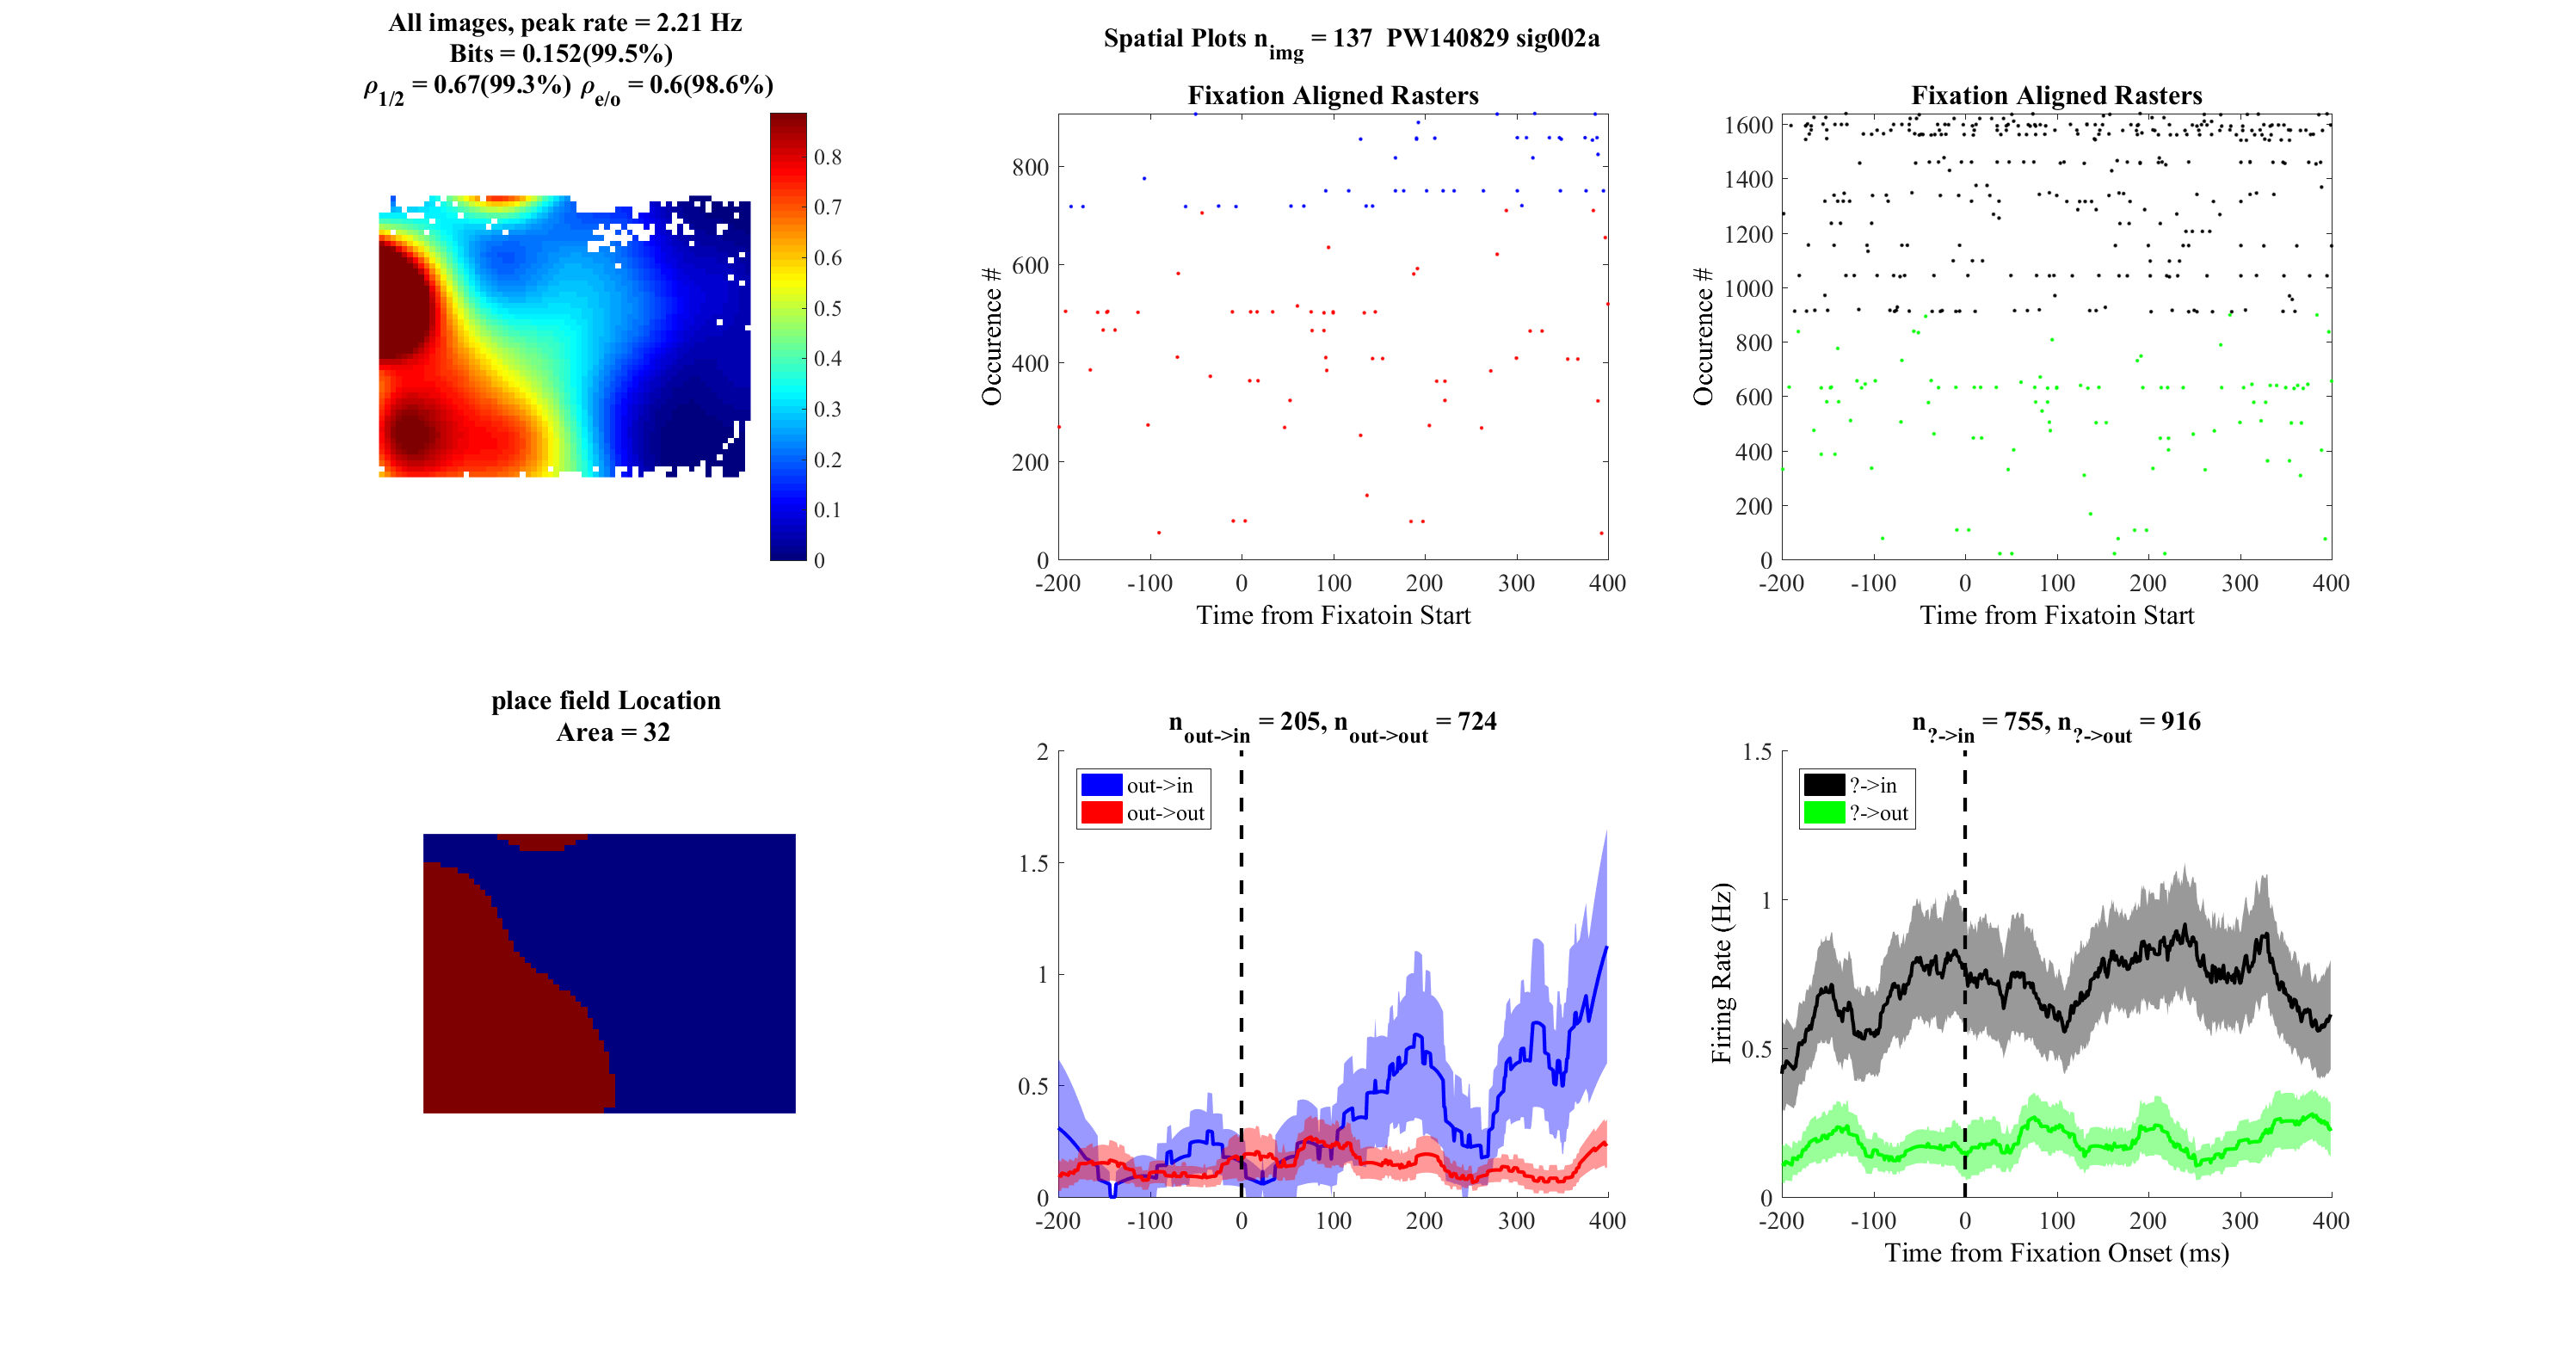 All images, peak rate = 2.21 Hz
Bits = 0.152(99.5%)
ρ1/2 = 0.67(99.3%) ρe/o = 0.6(98.6%)
0.8
0.7
0.6
0.5
0.4
0.3
0.2
0.1
0
Spatial Plots nimg = 137 PW140829 sig002a
Fixation Aligned Rasters
Occurence #
800
600
400
200
0
-200 -100 0 100 200 300 400
Time from Fixatoin Start
Fixation Aligned Rasters
Occurence #
1600
1400
1200
1000
800
600
400
200
0
-200 -100 0 100 200 300 400
Time from Fixatoin Start
place field Location
Area = 32
nout->in = 205, nout->out = 724
2
1.5
1
0.5
0
out->in
out->out
-200 -100 0 100 200 300 400
n?->in = 755, n?->out = 916
Firing Rate (Hz)
1.5
1
0.5
0
?->in
?->out
-200 -100 0 100 200 300 400
Time from Fixation Onset (ms)